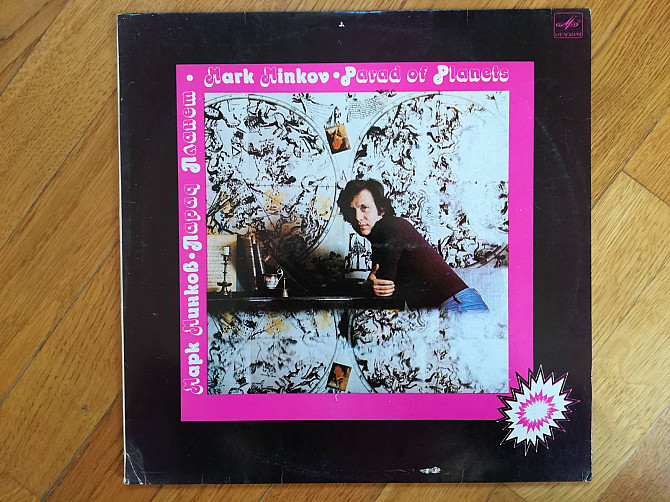 Mark Minkov • Parad of Planets •
Марк Минков • Парад Планет